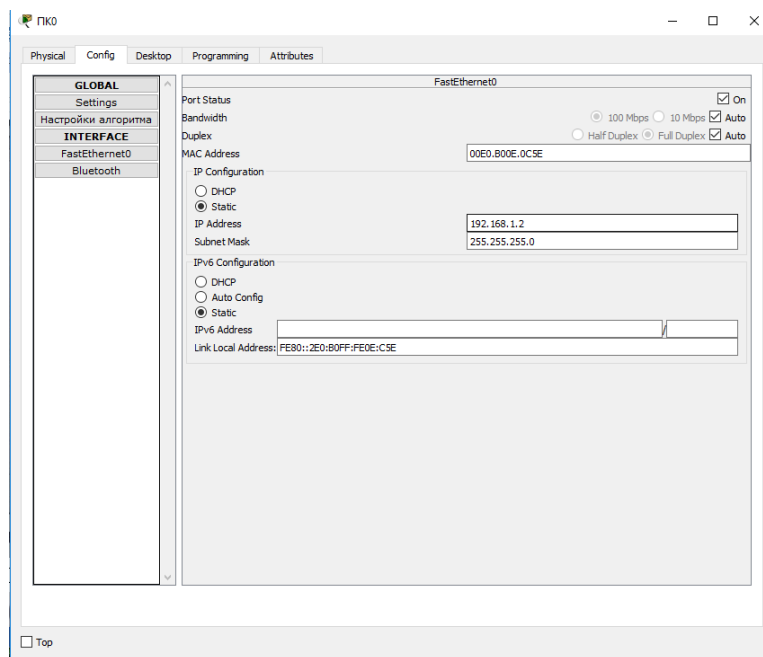 ПК0
Physical Config Desktop Programming Attributes
GLOBAL
Settings
Настройки алгоритма
INTERFACE
FastEthernet0
Bluetooth
FastEthernet0
Port Status On
Bandwidth 100 Mbps 10 Mbps Auto
Duplex Half Duplex Full Duplex Auto
MAC Address 00E0.B00E.0C5E
IP Configuration
DHCP
Static
IP Address 192.168.1.2
Subnet Mask 255.255.255.0
IPv6 Configuration
DHCP
Auto Config
Static
IPv6 Address /
Link Local Address: FE80::2E0:B0FF:FE0E:C5E
Top